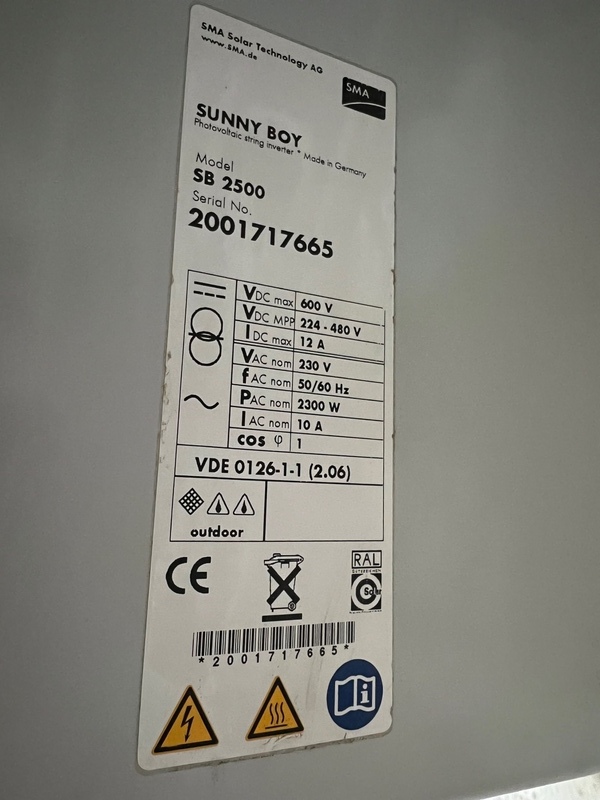 SMA Solar Technology AG
www.SMA.de
SMA
SUNNY BOY
Photovoltaic string inverter * Made in Germany
Model
SB 2500
Serial No.
2001717665
VDC max 600 V
VDC MPP 224 - 480 V
IDC max 12 A
VAC nom 230 V
fAC nom 50/60 Hz
PAC nom 2300 W
IAC nom 10 A
cos φ 1
VDE 0126-1-1 (2.06)
outdoor
CE
RAL
GÜTEZEICHEN
Solar
*2001717665*
i